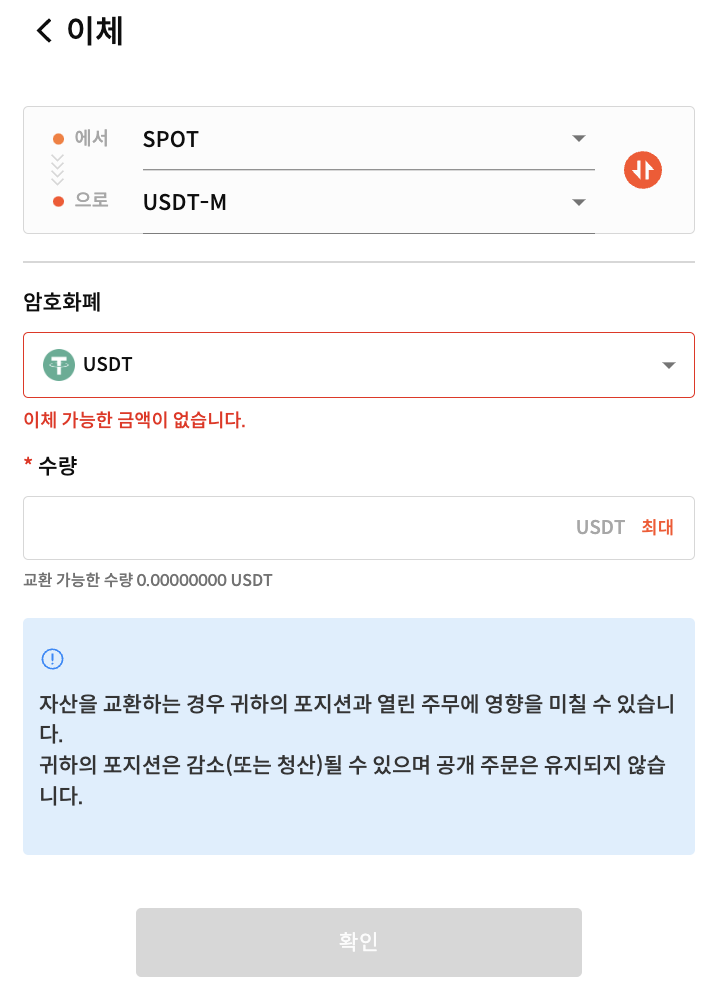 이체
에서 SPOT
으로 USDT-M
암호화폐
USDT
이체 가능한 금액이 없습니다.
* 수량
USDT 최대
교환 가능한 수량 0.00000000 USDT
자산을 교환하는 경우 귀하의 포지션과 열린 주무에 영향을 미칠 수 있습니
다.
귀하의 포지션은 감소(또는 청산)될 수 있으며 공개 주문은 유지되지 않습
니다.
확인